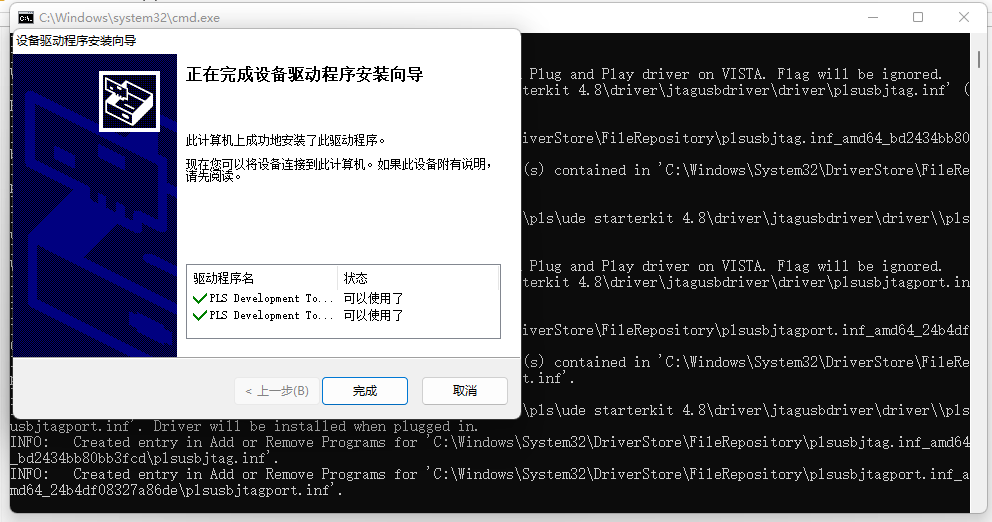 C:\Windows\system32\cmd.exe
设备驱动程序安装向导
正在完成设备驱动程序安装向导
此计算机上成功地安装了此驱动程序。
现在您可以将设备连接到此计算机。如果此设备附有说明，
请先阅读。
驱动程序名 状态
PLS Development To... 可以使用了
PLS Development To... 可以使用了
< 上一步(B) 完成 取消
Plug and Play driver on VISTA. Flag will be ignored.
terkit 4.8\driver\jtagusbdriver\driver\plsusbjtag.inf' (
iverStore\FileRepository\plsusbjtag.inf_amd64_bd2434bb80
(s) contained in 'C:\Windows\System32\DriverStore\FileRe
\pls\ude starterkit 4.8\driver\jtagusbdriver\driver\\pls
Plug and Play driver on VISTA. Flag will be ignored.
terkit 4.8\driver\jtagusbdriver\driver\plsusbjtagport.in
iverStore\FileRepository\plsusbjtagport.inf_amd64_24b4df
(s) contained in 'C:\Windows\System32\DriverStore\FileRe
t.inf'.
\pls\ude starterkit 4.8\driver\jtagusbdriver\driver\\pls
usbjtagport.inf'. Driver will be installed when plugged in.
INFO: Created entry in Add or Remove Programs for 'C:\Windows\System32\DriverStore\FileRepository\plsusbjtag.inf_amd64
_bd2434bb80bb3fcd\plsusbjtag.inf'.
INFO: Created entry in Add or Remove Programs for 'C:\Windows\System32\DriverStore\FileRepository\plsusbjtagport.inf_a
md64_24b4df08327a86de\plsusbjtagport.inf'.